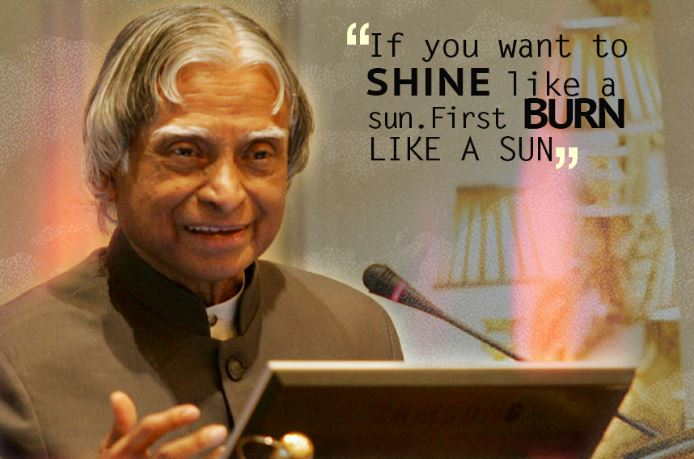 “If you want to
SHINE like a
sun.First BURN
LIKE A SUN„